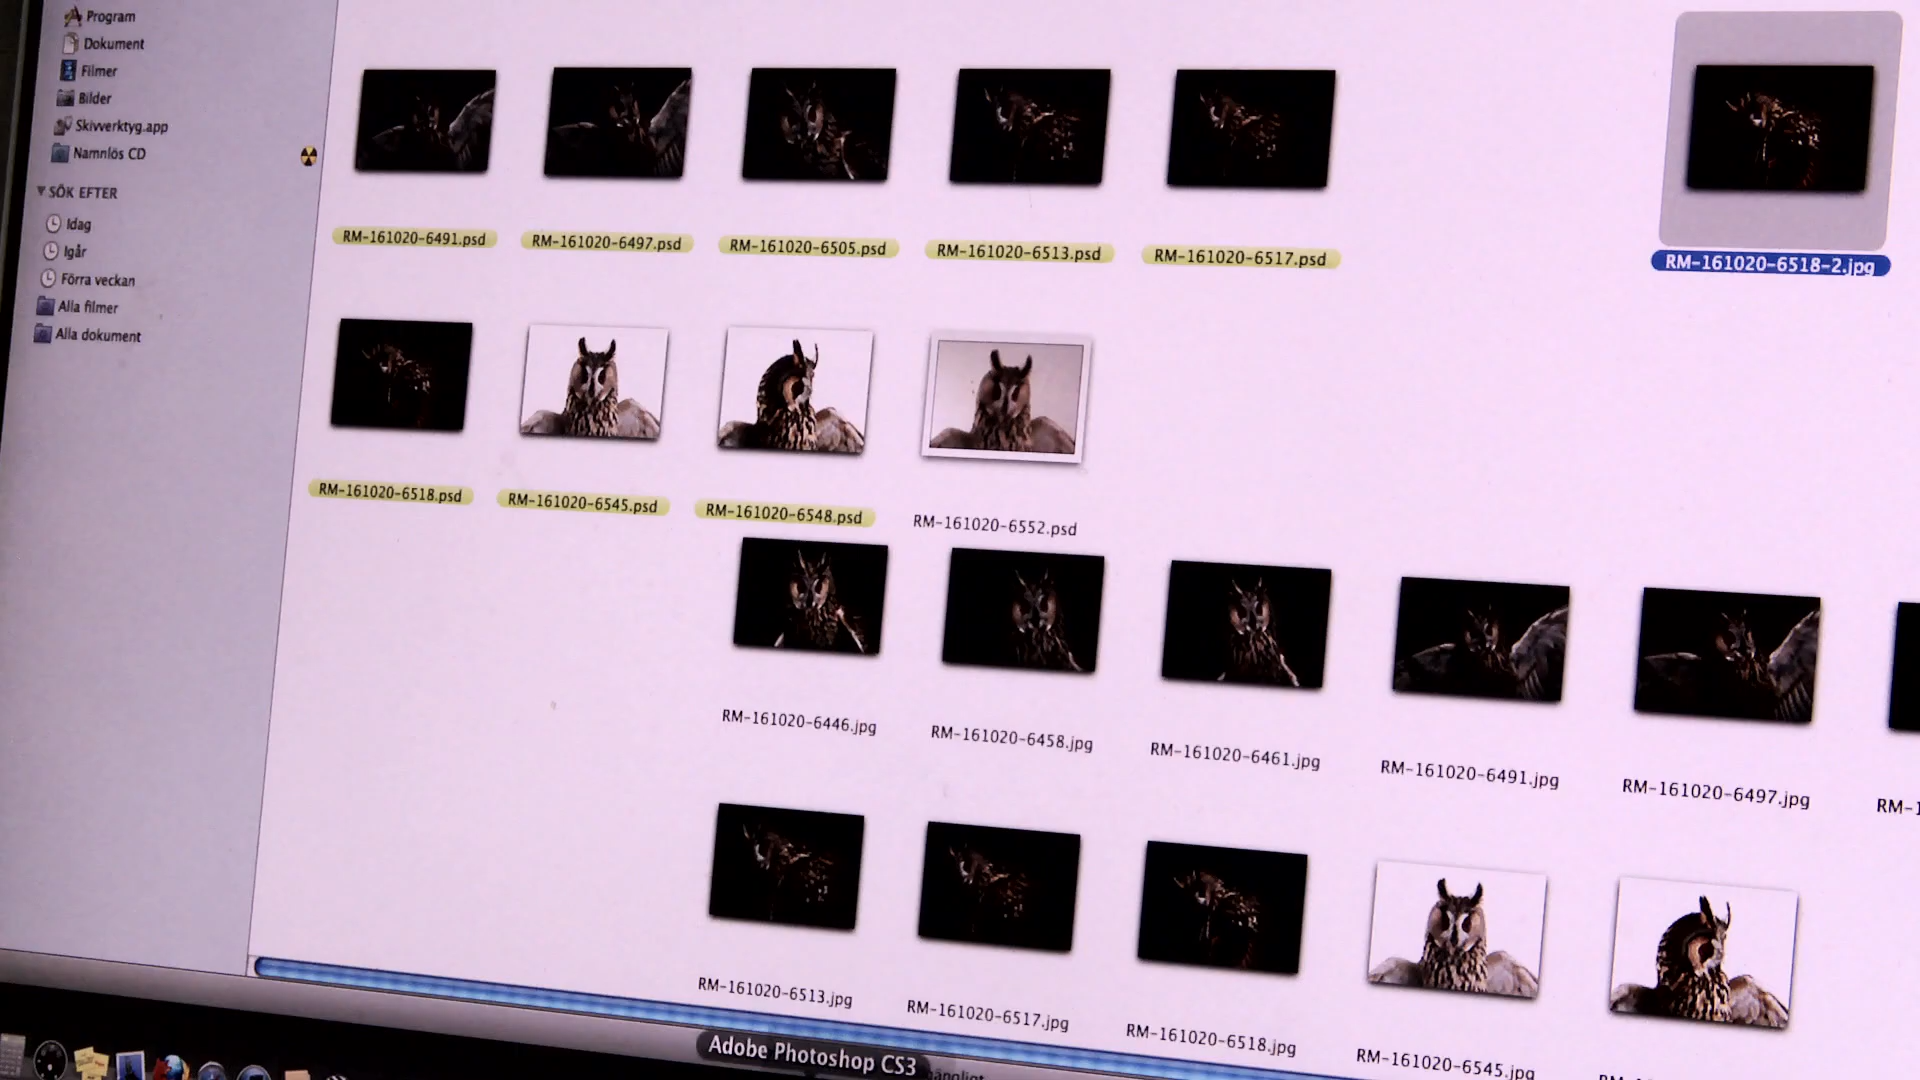 Program
Dokument
Filmer
Bilder
Skivverktyg.app
Namnlös CD
SÖK EFTER
Idag
Igår
Förra veckan
Alla filmer
Alla dokument
RM-161020-6491.psd
RM-161020-6497.psd
RM-161020-6505.psd
RM-161020-6513.psd
RM-161020-6517.psd
RM-161020-6518-2.jpg
RM-161020-6518.psd
RM-161020-6545.psd
RM-161020-6548.psd
RM-161020-6552.psd
RM-161020-6446.jpg
RM-161020-6458.jpg
RM-161020-6461.jpg
RM-161020-6491.jpg
RM-161020-6497.jpg
RM-1
RM-161020-6513.jpg
RM-161020-6517.jpg
RM-161020-6518.jpg
RM-161020-6545.jpg
Adobe Photoshop CS3